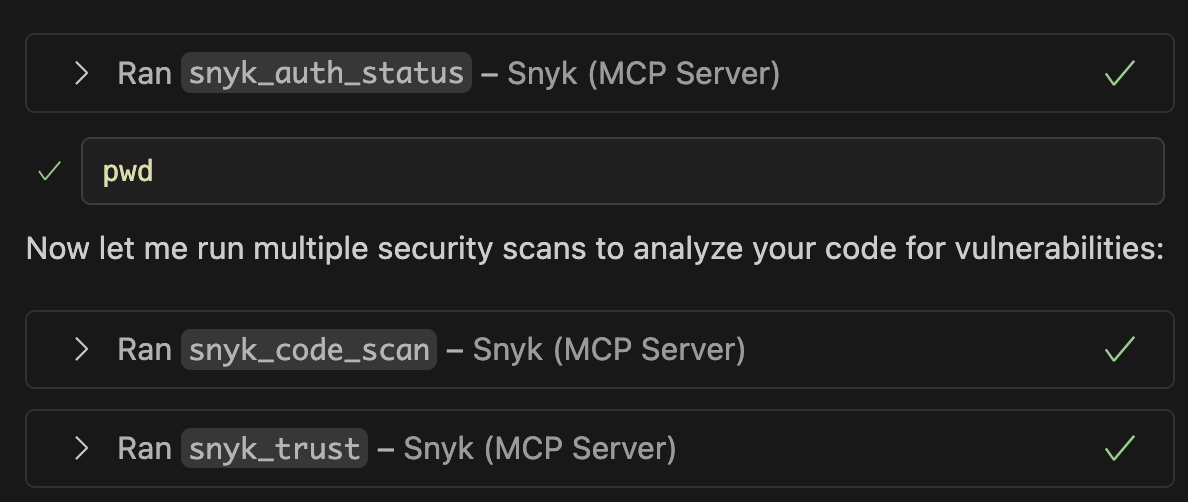 Ran snyk_auth_status – Snyk (MCP Server)
pwd
Now let me run multiple security scans to analyze your code for vulnerabilities:
Ran snyk_code_scan – Snyk (MCP Server)
Ran snyk_trust – Snyk (MCP Server)